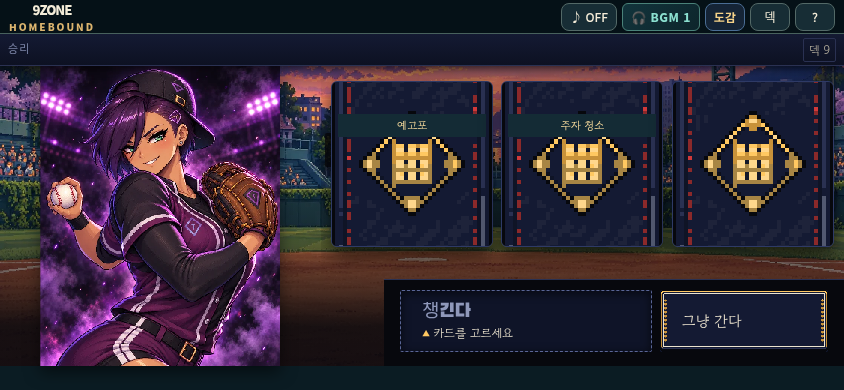 9ZONE
HOMEBOUND
♪ OFF
🎧 BGM 1
도감
덱
?
승리
덱 9
예고포
주자 청소
챙긴다
▲ 카드를 고르세요
그냥 간다